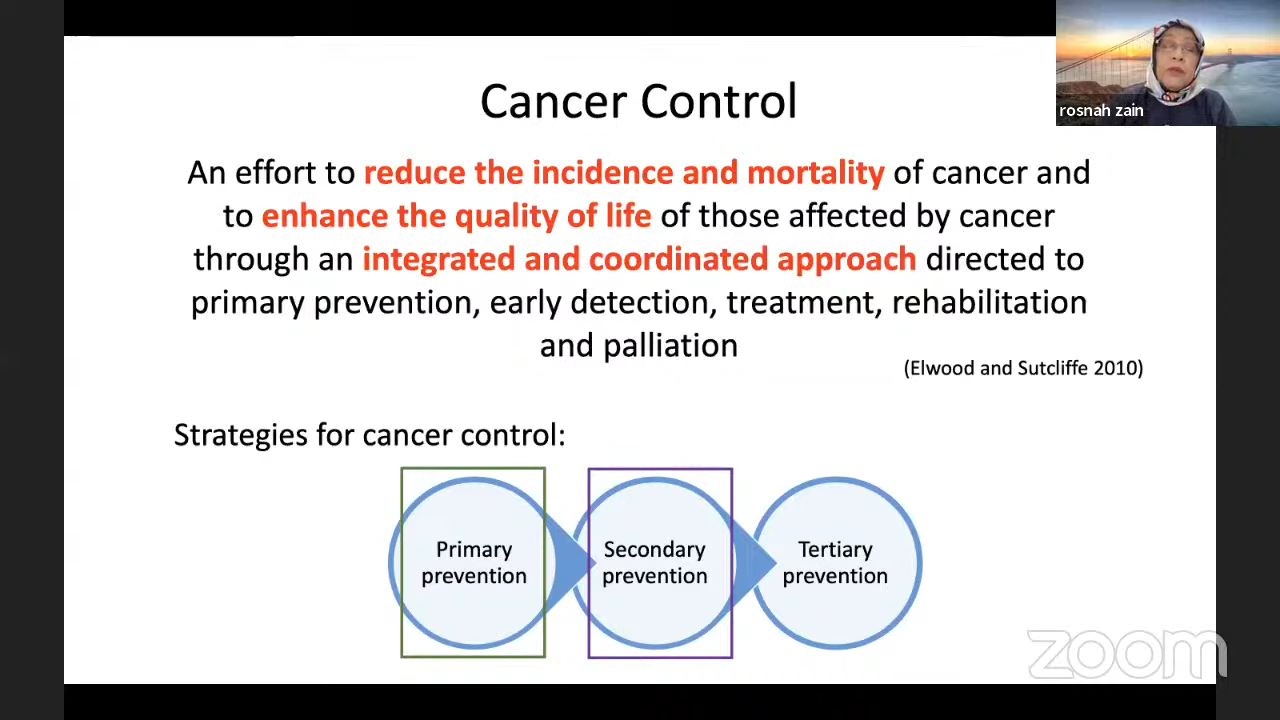 Cancer Control
rosnah zain
An effort to reduce the incidence and mortality of cancer and
to enhance the quality of life of those affected by cancer
through an integrated and coordinated approach directed to
primary prevention, early detection, treatment, rehabilitation
and palliation
(Elwood and Sutcliffe 2010)
Strategies for cancer control:
Primary
prevention
Secondary
prevention
Tertiary
prevention
zoom